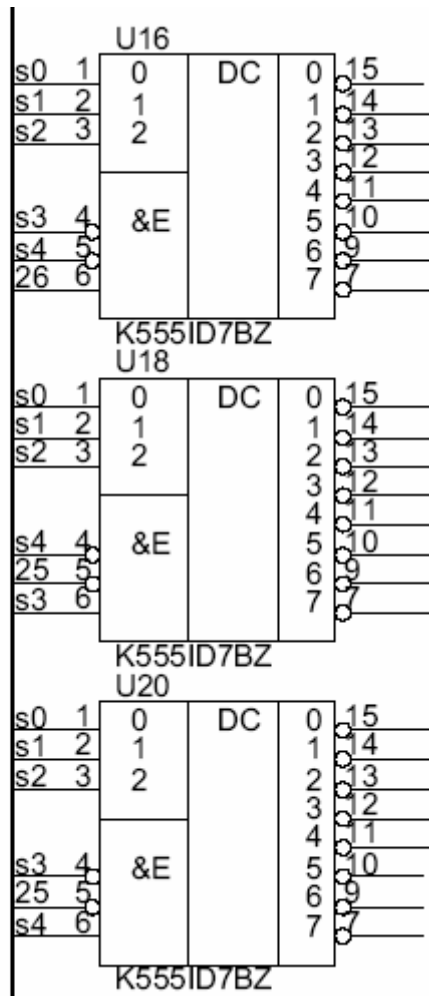 U16
s0 1 0 DC 0 15
s1 2 1 1 14
s2 3 2 2 13
3 12
4 11
s3 4 &E 5 10
s4 5 6 9
26 6 7 7
K555ID7BZ
U18
s0 1 0 DC 0 15
s1 2 1 1 14
s2 3 2 2 13
3 12
4 11
s4 4 &E 5 10
25 5 6 9
s3 6 7 7
K555ID7BZ
U20
s0 1 0 DC 0 15
s1 2 1 1 14
s2 3 2 2 13
3 12
4 11
s3 4 &E 5 10
25 5 6 9
s4 6 7 7
K555ID7BZ